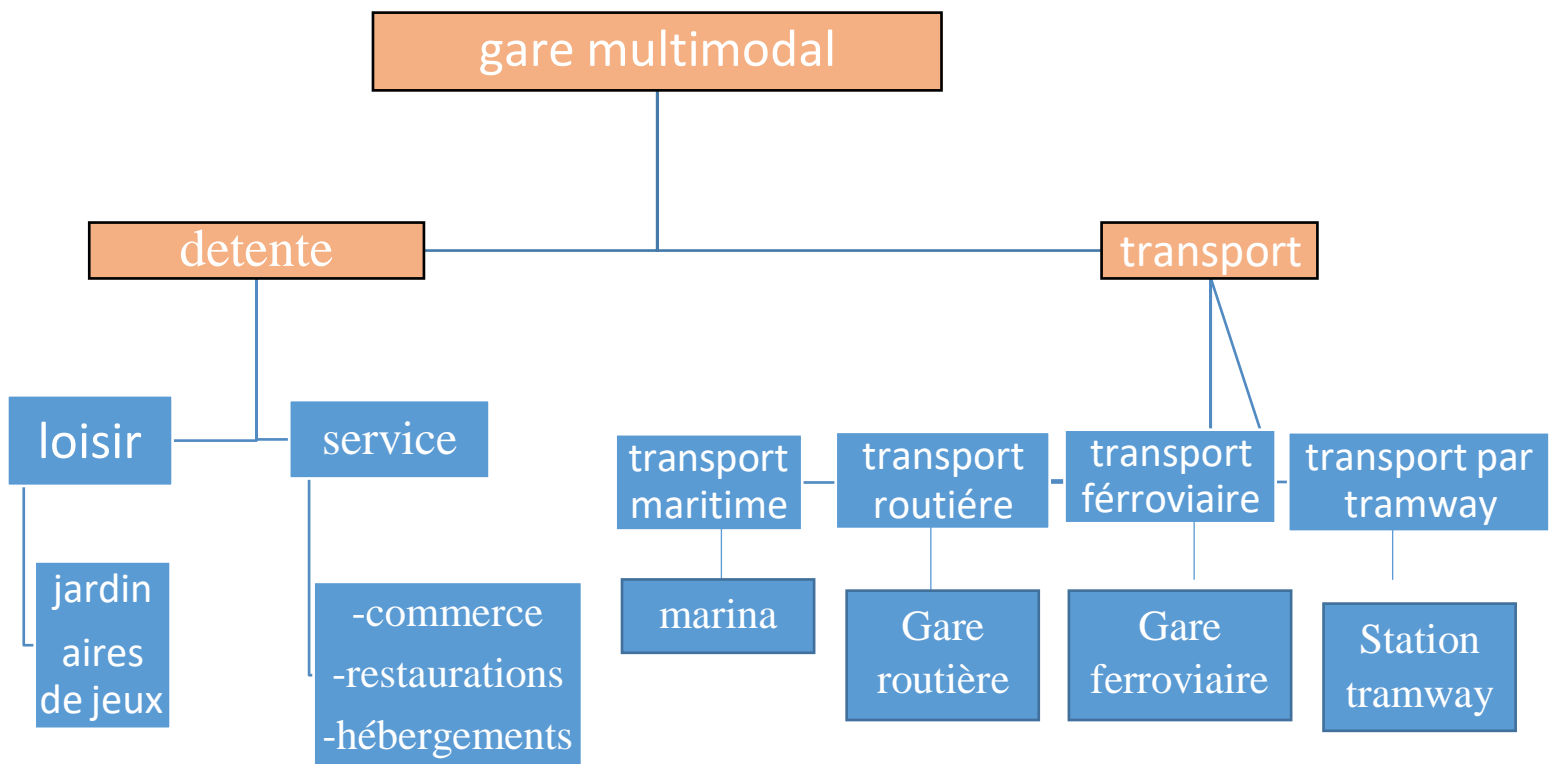 gare multimodal
detente
transport
loisir
service
transport
maritime
transport
routiére
transport
férroviaire
transport par
tramway
jardin
aires
de jeux
-commerce
-restaurations
-hébergements
marina
Gare
routière
Gare
ferroviaire
Station
tramway